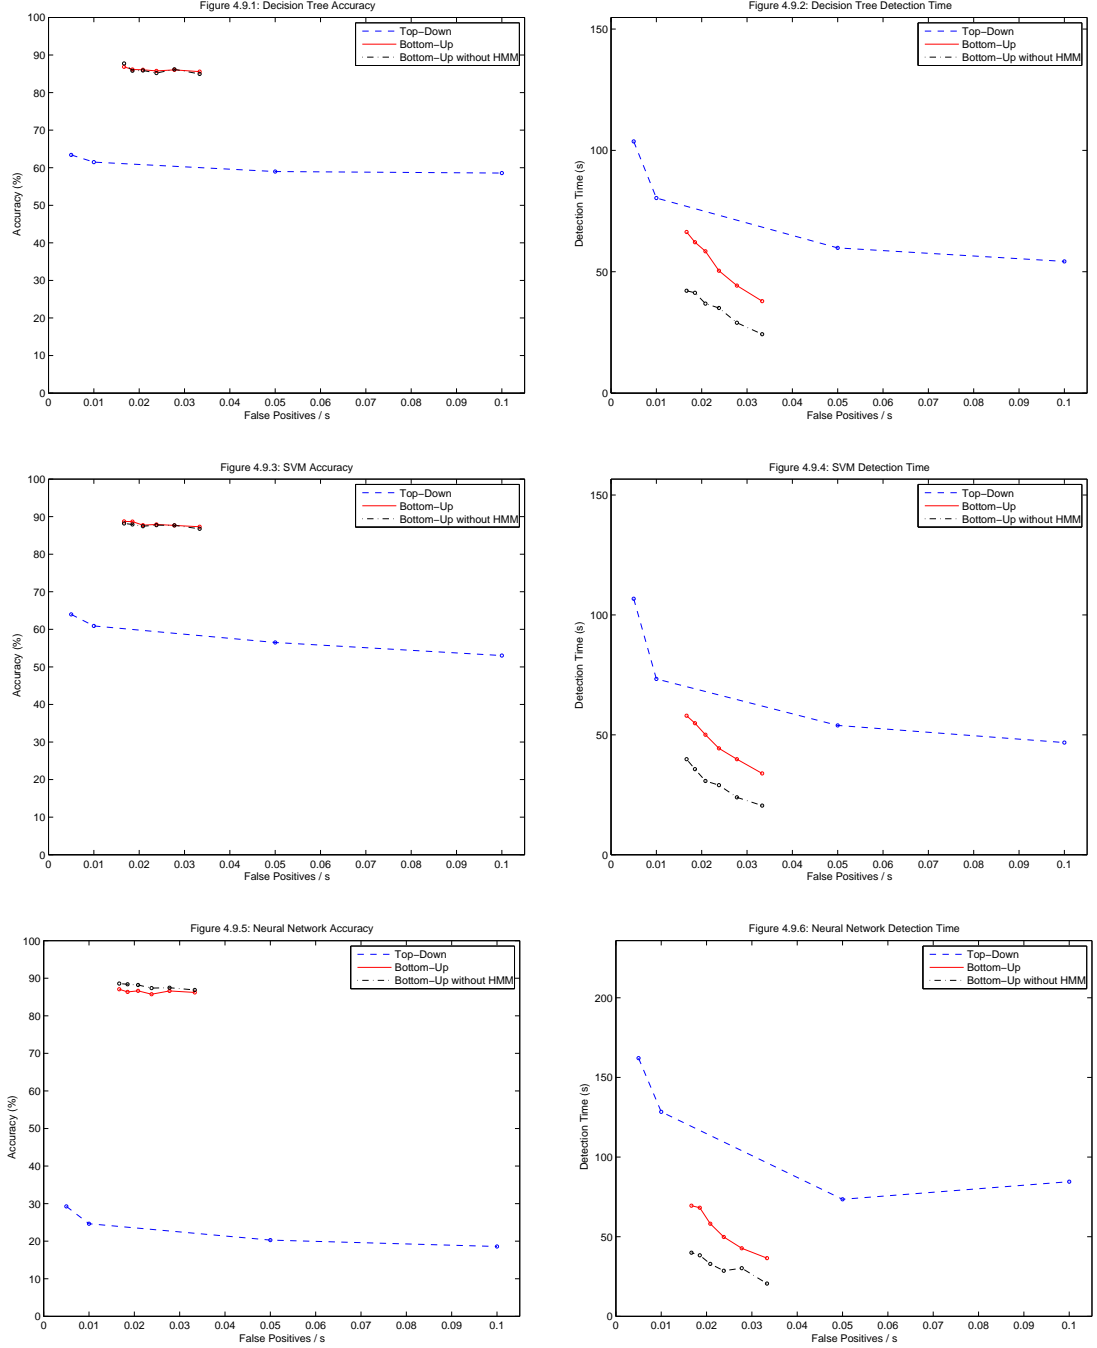 Figure 4.9.1: Decision Tree Accuracy
100
90
80
70
60
50
40
30
20
10
0
Accuracy (%)
0 0.01 0.02 0.03 0.04 0.05 0.06 0.07 0.08 0.09 0.1
False Positives / s
Top-Down
Bottom-Up
Bottom-Up without HMM
Figure 4.9.2: Decision Tree Detection Time
150
100
50
0
Detection Time (s)
0 0.01 0.02 0.03 0.04 0.05 0.06 0.07 0.08 0.09 0.1
False Positives / s
Top-Down
Bottom-Up
Bottom-Up without HMM
Figure 4.9.3: SVM Accuracy
100
90
80
70
60
50
40
30
20
10
0
Accuracy (%)
0 0.01 0.02 0.03 0.04 0.05 0.06 0.07 0.08 0.09 0.1
False Positives / s
Top-Down
Bottom-Up
Bottom-Up without HMM
Figure 4.9.4: SVM Detection Time
150
100
50
0
Detection Time (s)
0 0.01 0.02 0.03 0.04 0.05 0.06 0.07 0.08 0.09 0.1
False Positives / s
Top-Down
Bottom-Up
Bottom-Up without HMM
Figure 4.9.5: Neural Network Accuracy
100
90
80
70
60
50
40
30
20
10
0
Accuracy (%)
0 0.01 0.02 0.03 0.04 0.05 0.06 0.07 0.08 0.09 0.1
False Positives / s
Top-Down
Bottom-Up
Bottom-Up without HMM
Figure 4.9.6: Neural Network Detection Time
200
150
100
50
0
Detection Time (s)
0 0.01 0.02 0.03 0.04 0.05 0.06 0.07 0.08 0.09 0.1
False Positives / s
Top-Down
Bottom-Up
Bottom-Up without HMM